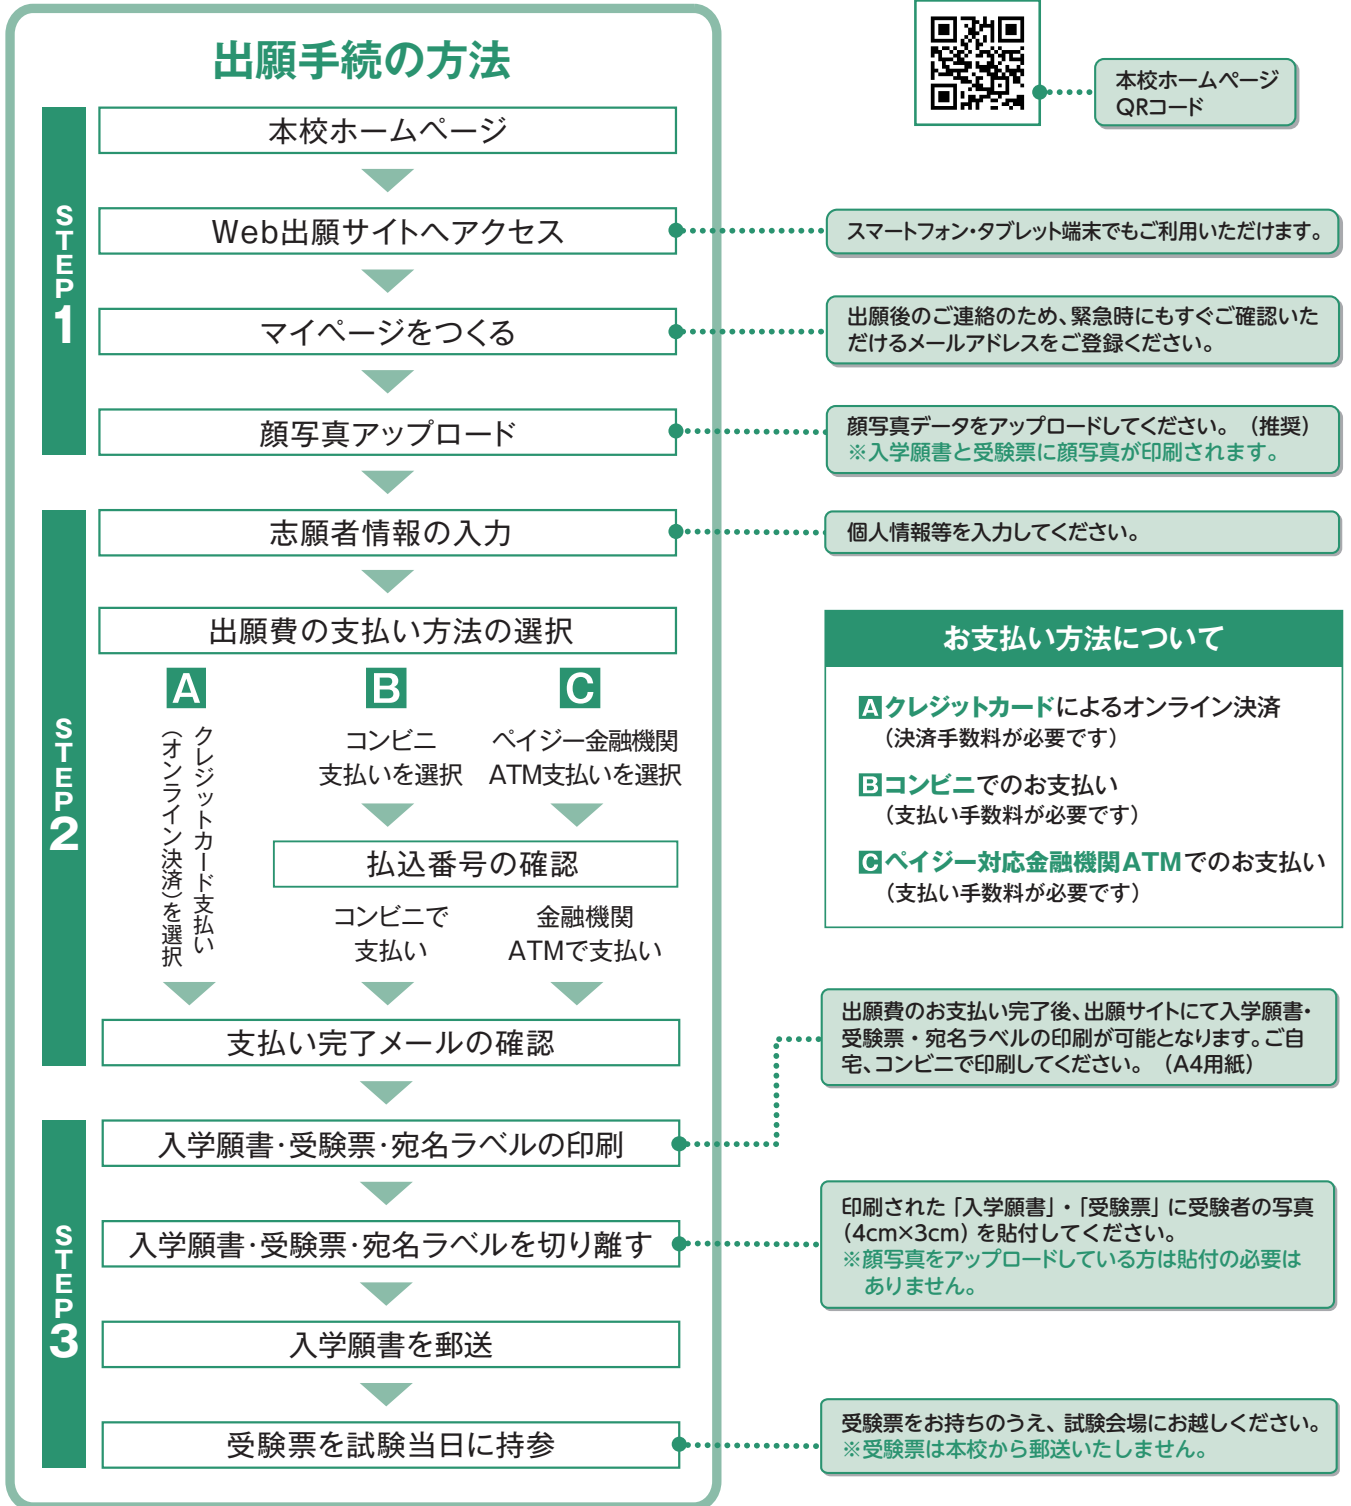 出願手続の方法
本校ホームページ
QRコード
STEP1
本校ホームページ
Web出願サイトへアクセス
スマートフォン・タブレット端末でもご利用いただけます。
マイページをつくる
出願後のご連絡のため、緊急時にもすぐご確認いた
だけるメールアドレスをご登録ください。
顔写真アップロード
顔写真データをアップロードしてください。（推奨）
※入学願書と受験票に顔写真が印刷されます。
STEP2
志願者情報の入力
個人情報等を入力してください。
出願費の支払い方法の選択
A
クレジットカード支払い
（オンライン決済）を選択
B
コンビニ
支払いを選択
C
ペイジー金融機関
ATM支払いを選択
払込番号の確認
コンビニで
支払い
金融機関
ATMで支払い
支払い完了メールの確認
お支払い方法について
Aクレジットカードによるオンライン決済
（決済手数料が必要です）
Bコンビニでのお支払い
（支払い手数料が必要です）
Cペイジー対応金融機関ATMでのお支払い
（支払い手数料が必要です）
STEP3
入学願書・受験票・宛名ラベルの印刷
出願費のお支払い完了後、出願サイトにて入学願書・
受験票・宛名ラベルの印刷が可能となります。ご自
宅、コンビニで印刷してください。（A4用紙）
入学願書・受験票・宛名ラベルを切り離す
印刷された「入学願書」・「受験票」に受験者の写真
（4cm×3cm）を貼付してください。
※顔写真をアップロードしている方は貼付の必要は
ありません。
入学願書を郵送
受験票を試験当日に持参
受験票をお持ちのうえ、試験会場にお越しください。
※受験票は本校から郵送いたしません。